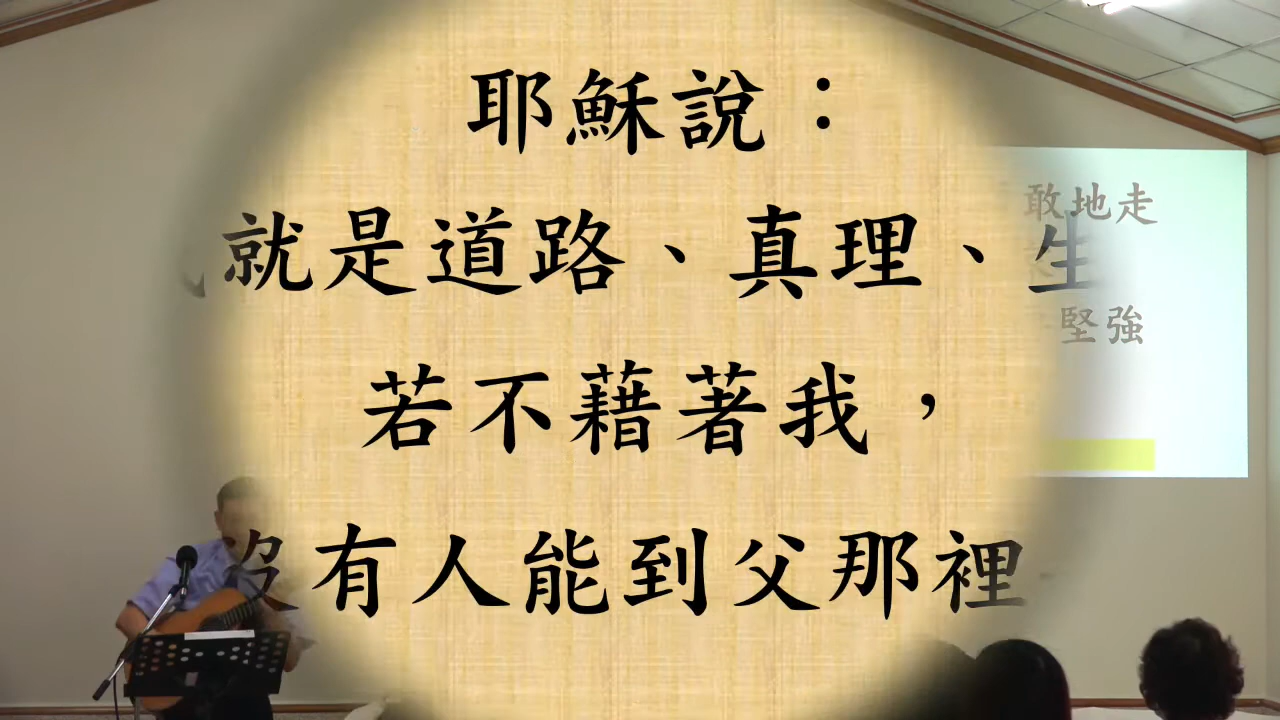 耶穌說：
就是道路、真理、生
若不藉著我，
沒有人能到父那裡
敢地走
堅強